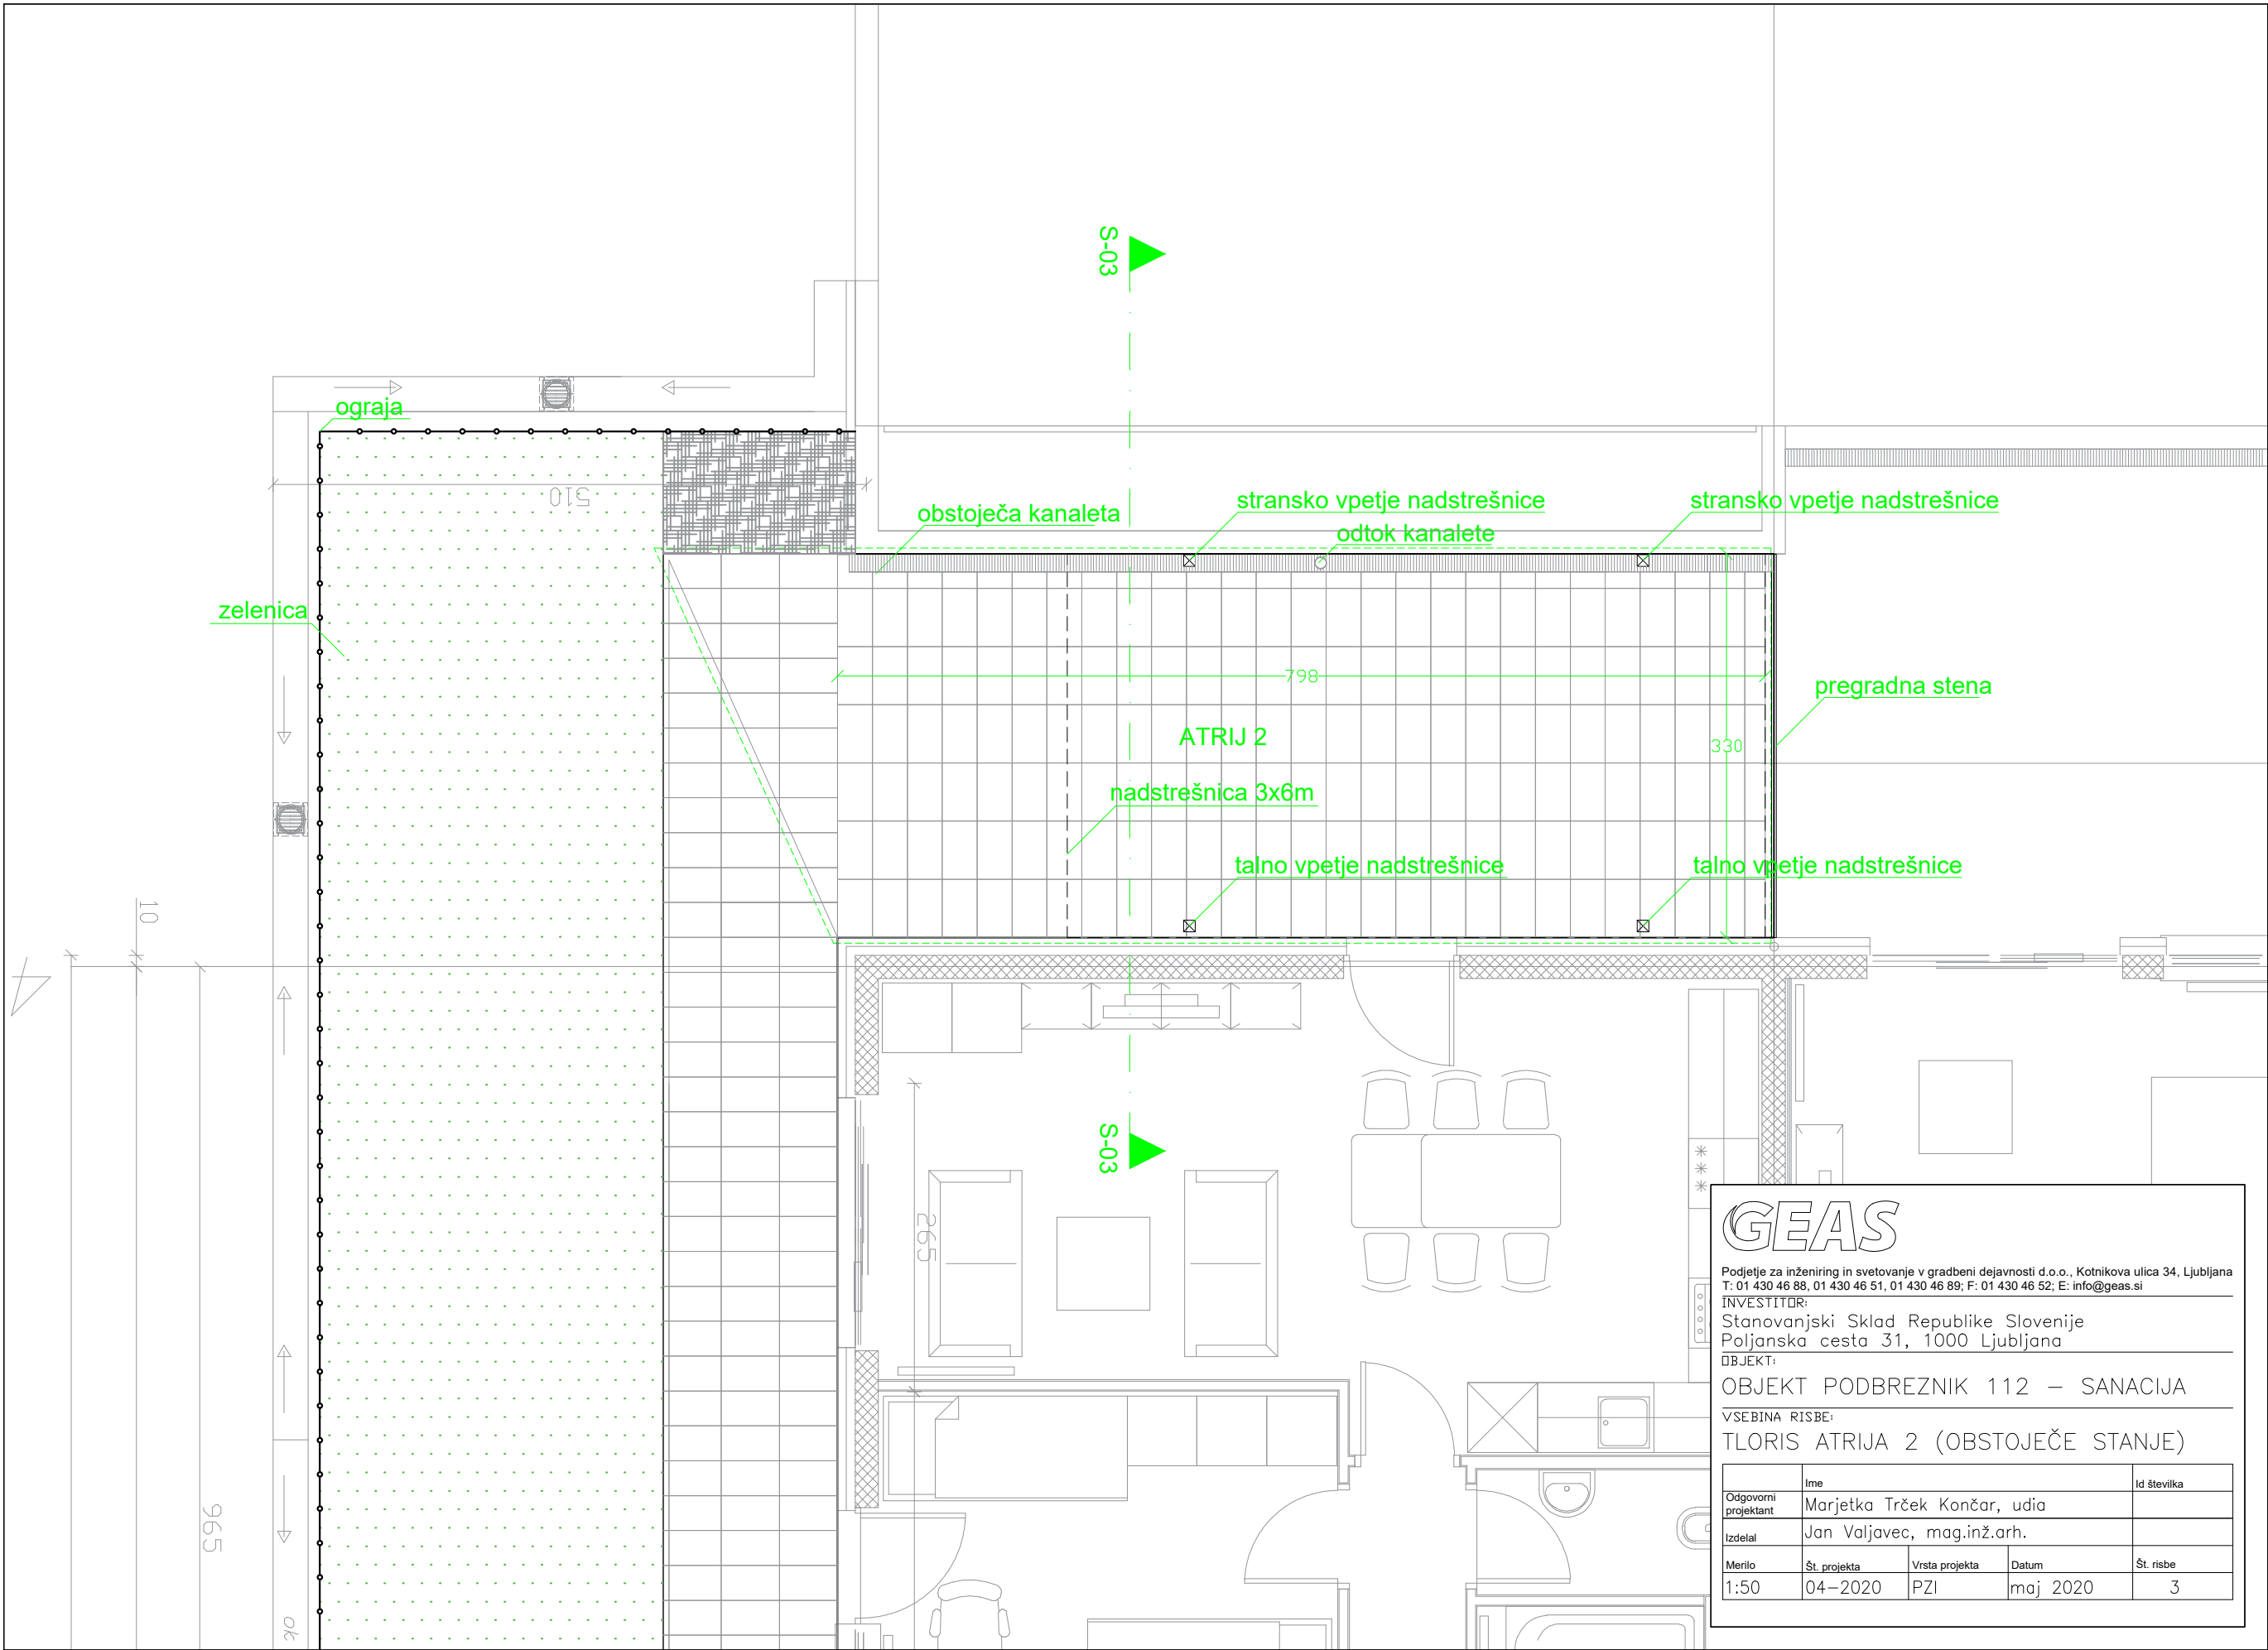 S-03
ograja
510
obstoječa kanaleta
stransko vpetje nadstrešnice
stransko vpetje nadstrešnice
odtok kanalete
zelenica
798
pregradna stena
ATRIJ 2
330
nadstrešnica 3x6m
talno vpetje nadstrešnice
talno vpetje nadstrešnice
10
S-03
265
965
ok
GEAS
Podjetje za inženiring in svetovanje v gradbeni dejavnosti d.o.o., Kotnikova ulica 34, Ljubljana
T: 01 430 46 88, 01 430 46 51, 01 430 46 89; F: 01 430 46 52; E: info@geas.si
INVESTITOR:
Stanovanjski Sklad Republike Slovenije
Poljanska cesta 31, 1000 Ljubljana
OBJEKT:
OBJEKT PODBREZNIK 112 – SANACIJA
VSEBINA RISBE:
TLORIS ATRIJA 2 (OBSTOJEČE STANJE)
Ime Id številka
Odgovorni projektant Marjetka Trček Končar, udia
Izdelal Jan Valjavec, mag.inž.arh.
Merilo Št. projekta Vrsta projekta Datum Št. risbe
1:50 04–2020 PZI maj 2020 3